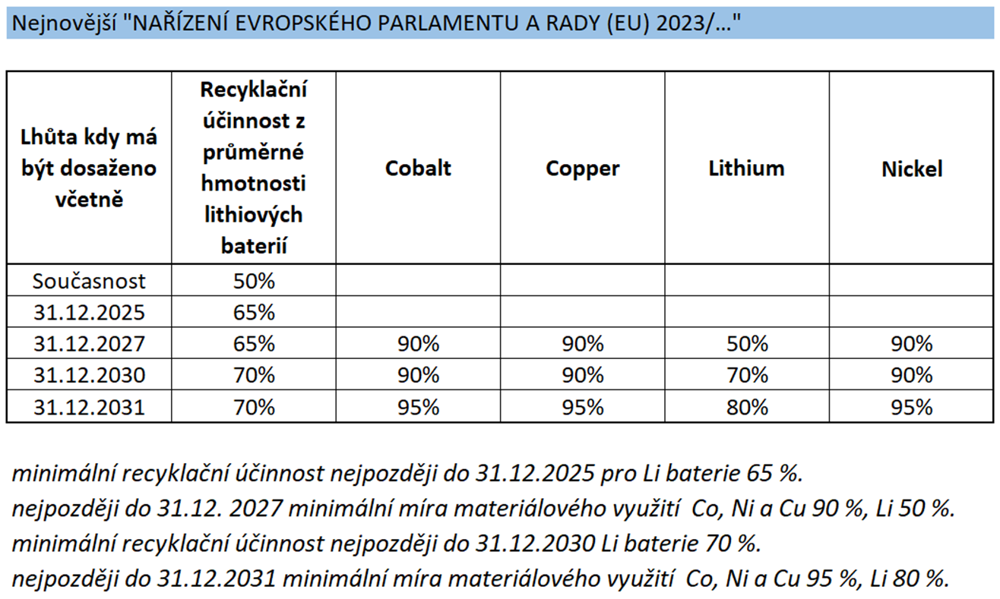 Nejnovější "NAŘÍZENÍ EVROPSKÉHO PARLAMENTU A RADY (EU) 2023/..."
Lhůta kdy má
být dosaženo
včetně
Recyklační
účinnost z
průměrné
hmotnosti
lithiových
baterií
Cobalt
Copper
Lithium
Nickel
Současnost 50%
31.12.2025 65%
31.12.2027 65% 90% 90% 50% 90%
31.12.2030 70% 90% 90% 70% 90%
31.12.2031 70% 95% 95% 80% 95%
minimální recyklační účinnost nejpozději do 31.12.2025 pro Li baterie 65 %.
nejpozději do 31.12. 2027 minimální míra materiálového využití  Co, Ni a Cu 90 %, Li 50 %.
minimální recyklační účinnost nejpozději do 31.12.2030 Li baterie 70 %.
nejpozději do 31.12.2031 minimální míra materiálového využití  Co, Ni a Cu 95 %, Li 80 %.